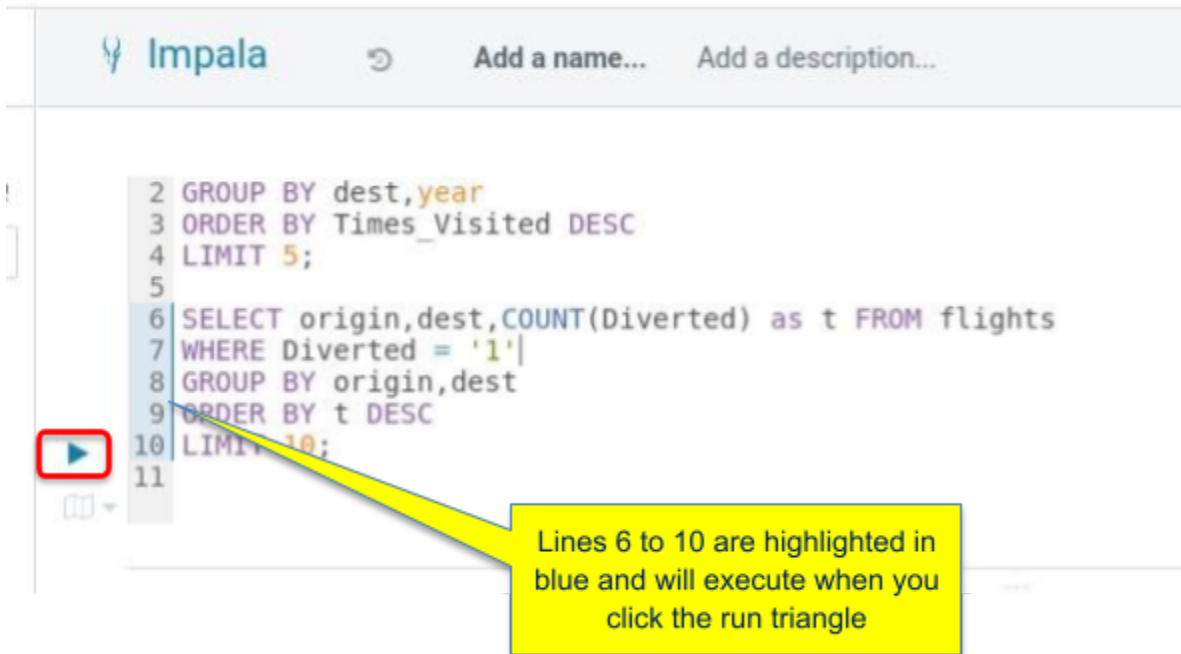 Impala Add a name... Add a description...
2 GROUP BY dest,year
3 ORDER BY Times_Visited DESC
4 LIMIT 5;
5
6 SELECT origin,dest,COUNT(Diverted) as t FROM flights
7 WHERE Diverted = '1'
8 GROUP BY origin,dest
9 ORDER BY t DESC
10 LIMIT 10;
11
Lines 6 to 10 are highlighted in
blue and will execute when you
click the run triangle